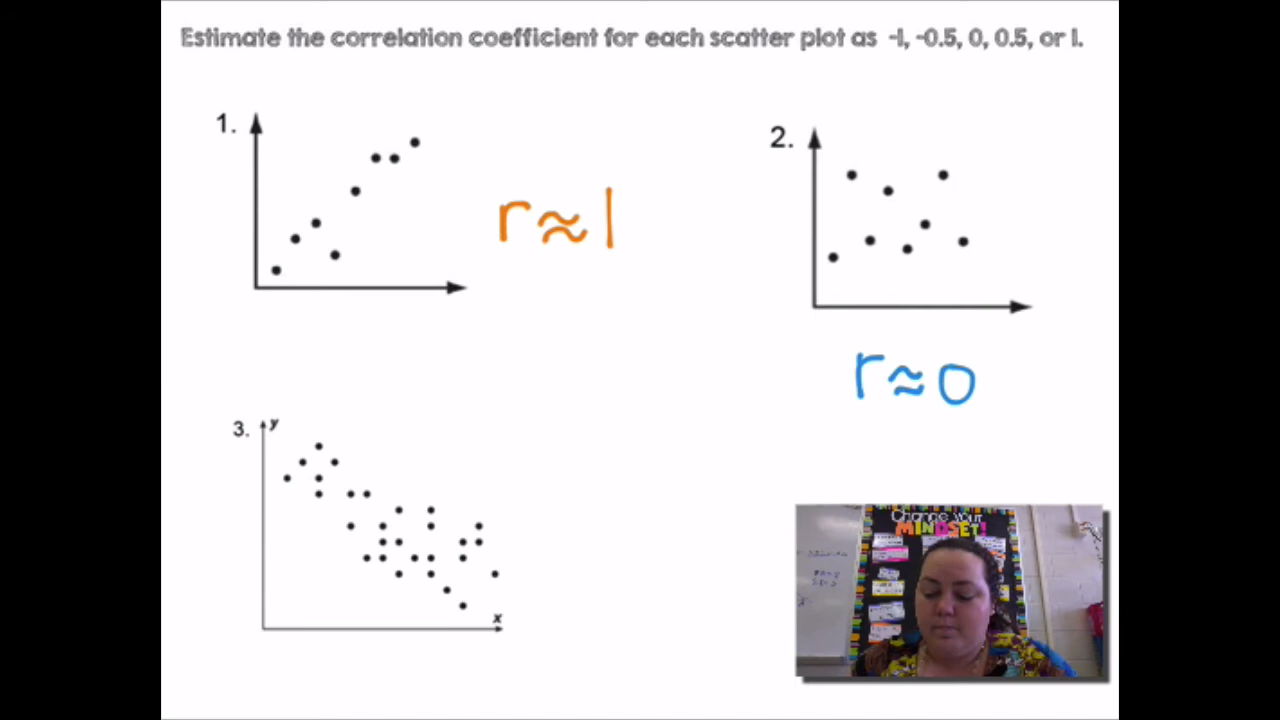 Estimate the correlation coefficient for each scatter plot as -1, -0.5, 0, 0.5, or 1.
1.
r≈1
2.
r≈0
3.
y
x
Change Your
MINDSET!